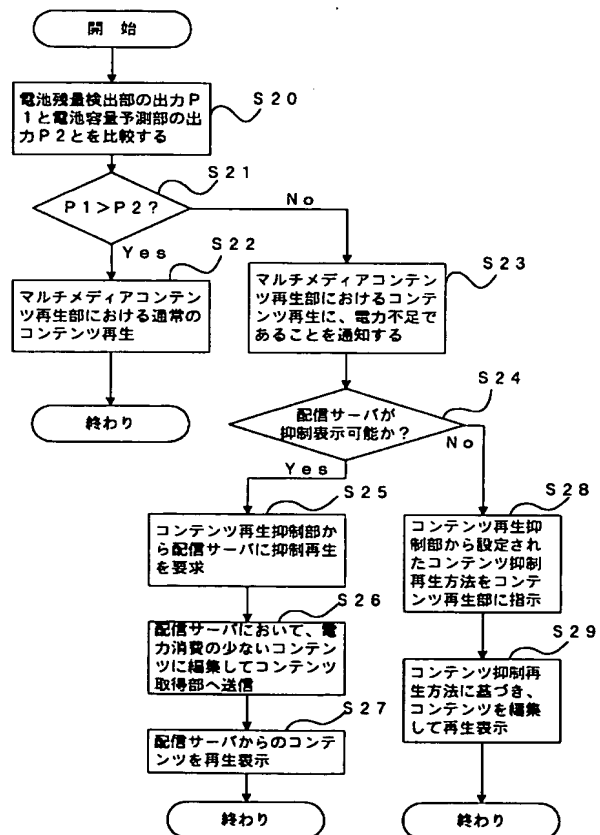 開 始
S20
電池残量検出部の出力P
1と電池容量予測部の出
力P2とを比較する
S21
P1>P2?
No
Yes
S22
マルチメディアコンテン
ツ再生部における通常の
コンテンツ再生
終わり
S23
マルチメディアコンテン
ツ再生部におけるコンテン
ツ再生に、電力不足で
あることを通知する
S24
配信サーバが
抑制表示可能か?
No
Yes
S25
コンテンツ再生抑制部か
ら配信サーバに抑制再生
を要求
S26
配信サーバにおいて、電
力消費の少ないコンテン
ツに編集してコンテンツ
取得部へ送信
S27
配信サーバからのコンテ
ンツを再生表示
終わり
S28
コンテンツ再生抑
制部から設定され
たコンテンツ抑制
再生方法をコンテ
ンツ再生部に指示
S29
コンテンツ抑制再
生方法に基づき、
コンテンツを編集
して再生表示
終わり